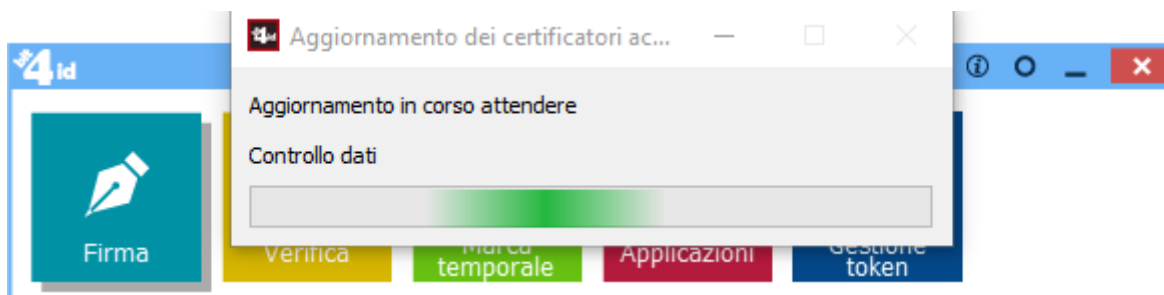 Aggiornamento dei certificatori ac...
4id
Aggiornamento in corso attendere
Controllo dati
Firma
Verifica
Marca
temporale
Applicazioni
Gestione
token